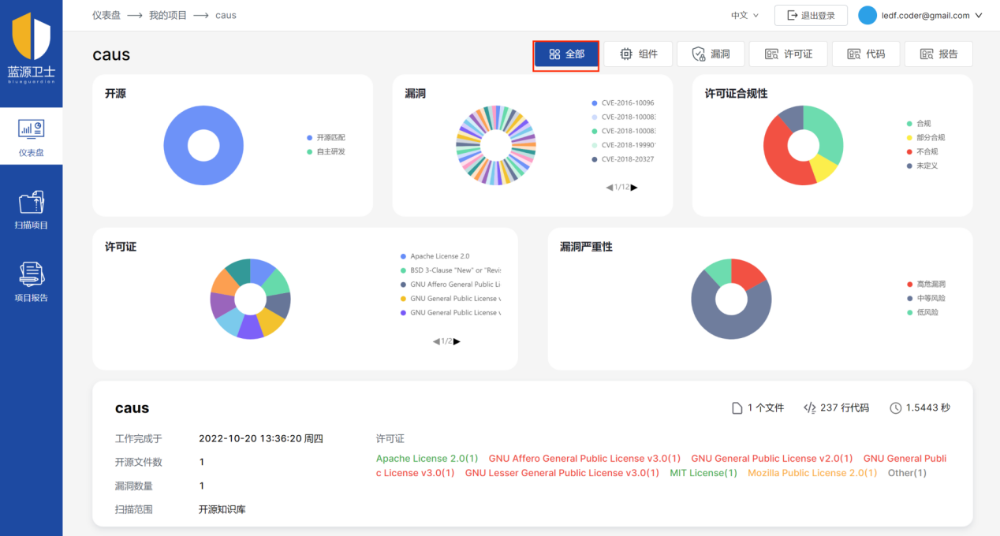 仪表盘 → 我的项目 → caus
中文
退出登录
ledf.coder@gmail.com
蓝源卫士
blueguardian
仪表盘
扫描项目
项目报告
caus
全部
组件
漏洞
许可证
代码
报告
开源
开源匹配
自主研发
漏洞
CVE-2016-10096
CVE-2018-10008
CVE-2018-10008
CVE-2018-19990
CVE-2018-20327
1/12
许可证合规性
合规
部分合规
不合规
未定义
许可证
Apache License 2.0
BSD 3-Clause "New" or "Revis
GNU Affero General Public Li
GNU General Public License v
GNU General Public License v
1/2
漏洞严重性
高危漏洞
中等风险
低风险
caus
1 个文件
237 行代码
1.5443 秒
工作完成于 2022-10-20 13:36:20 周四
开源文件数 1
漏洞数量 1
扫描范围 开源知识库
许可证
Apache License 2.0(1) GNU Affero General Public License v3.0(1) GNU General Public License v2.0(1) GNU General Publi
c License v3.0(1) GNU Lesser General Public License v3.0(1) MIT License(1) Mozilla Public License 2.0(1) Other(1)